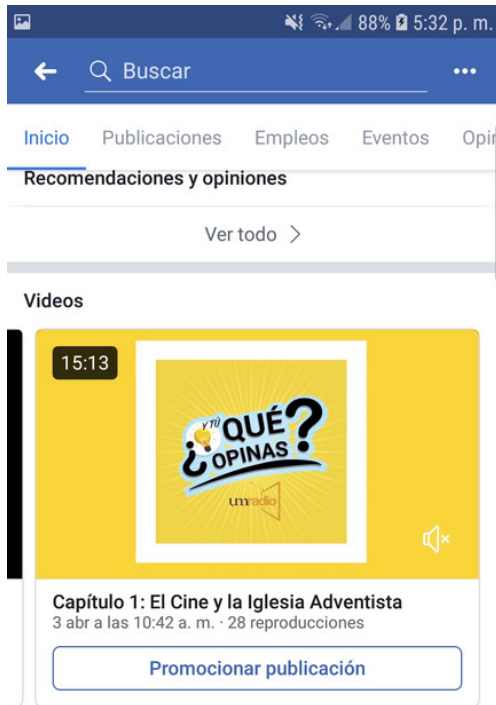 88% 5:32 p. m.
Buscar
Inicio Publicaciones Empleos Eventos Opin
Recomendaciones y opiniones
Ver todo
Videos
15:13
¿Y TÚ QUÉ
OPINAS?
umradio
Capítulo 1: El Cine y la Iglesia Adventista
3 abr a las 10:42 a. m. · 28 reproducciones
Promocionar publicación